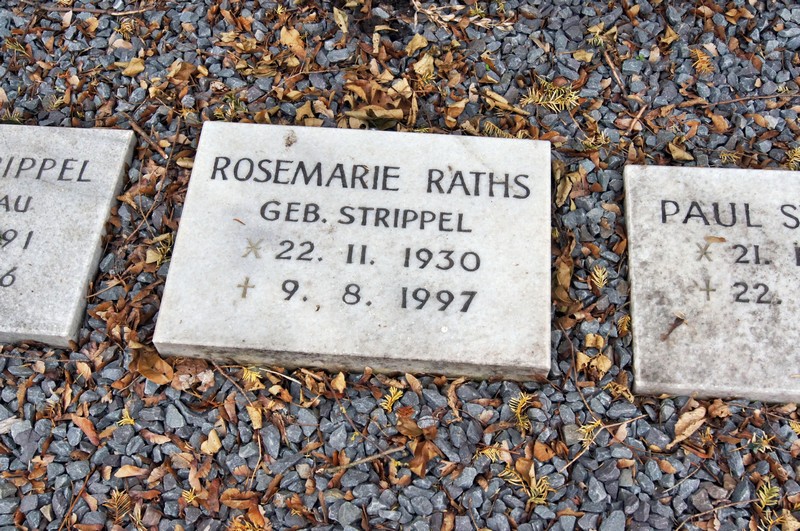 RIPPEL
AU
91
6
ROSEMARIE RATHS
GEB. STRIPPEL
* 22. 11. 1930
† 9. 8. 1997
PAUL S
* 21.
† 22.